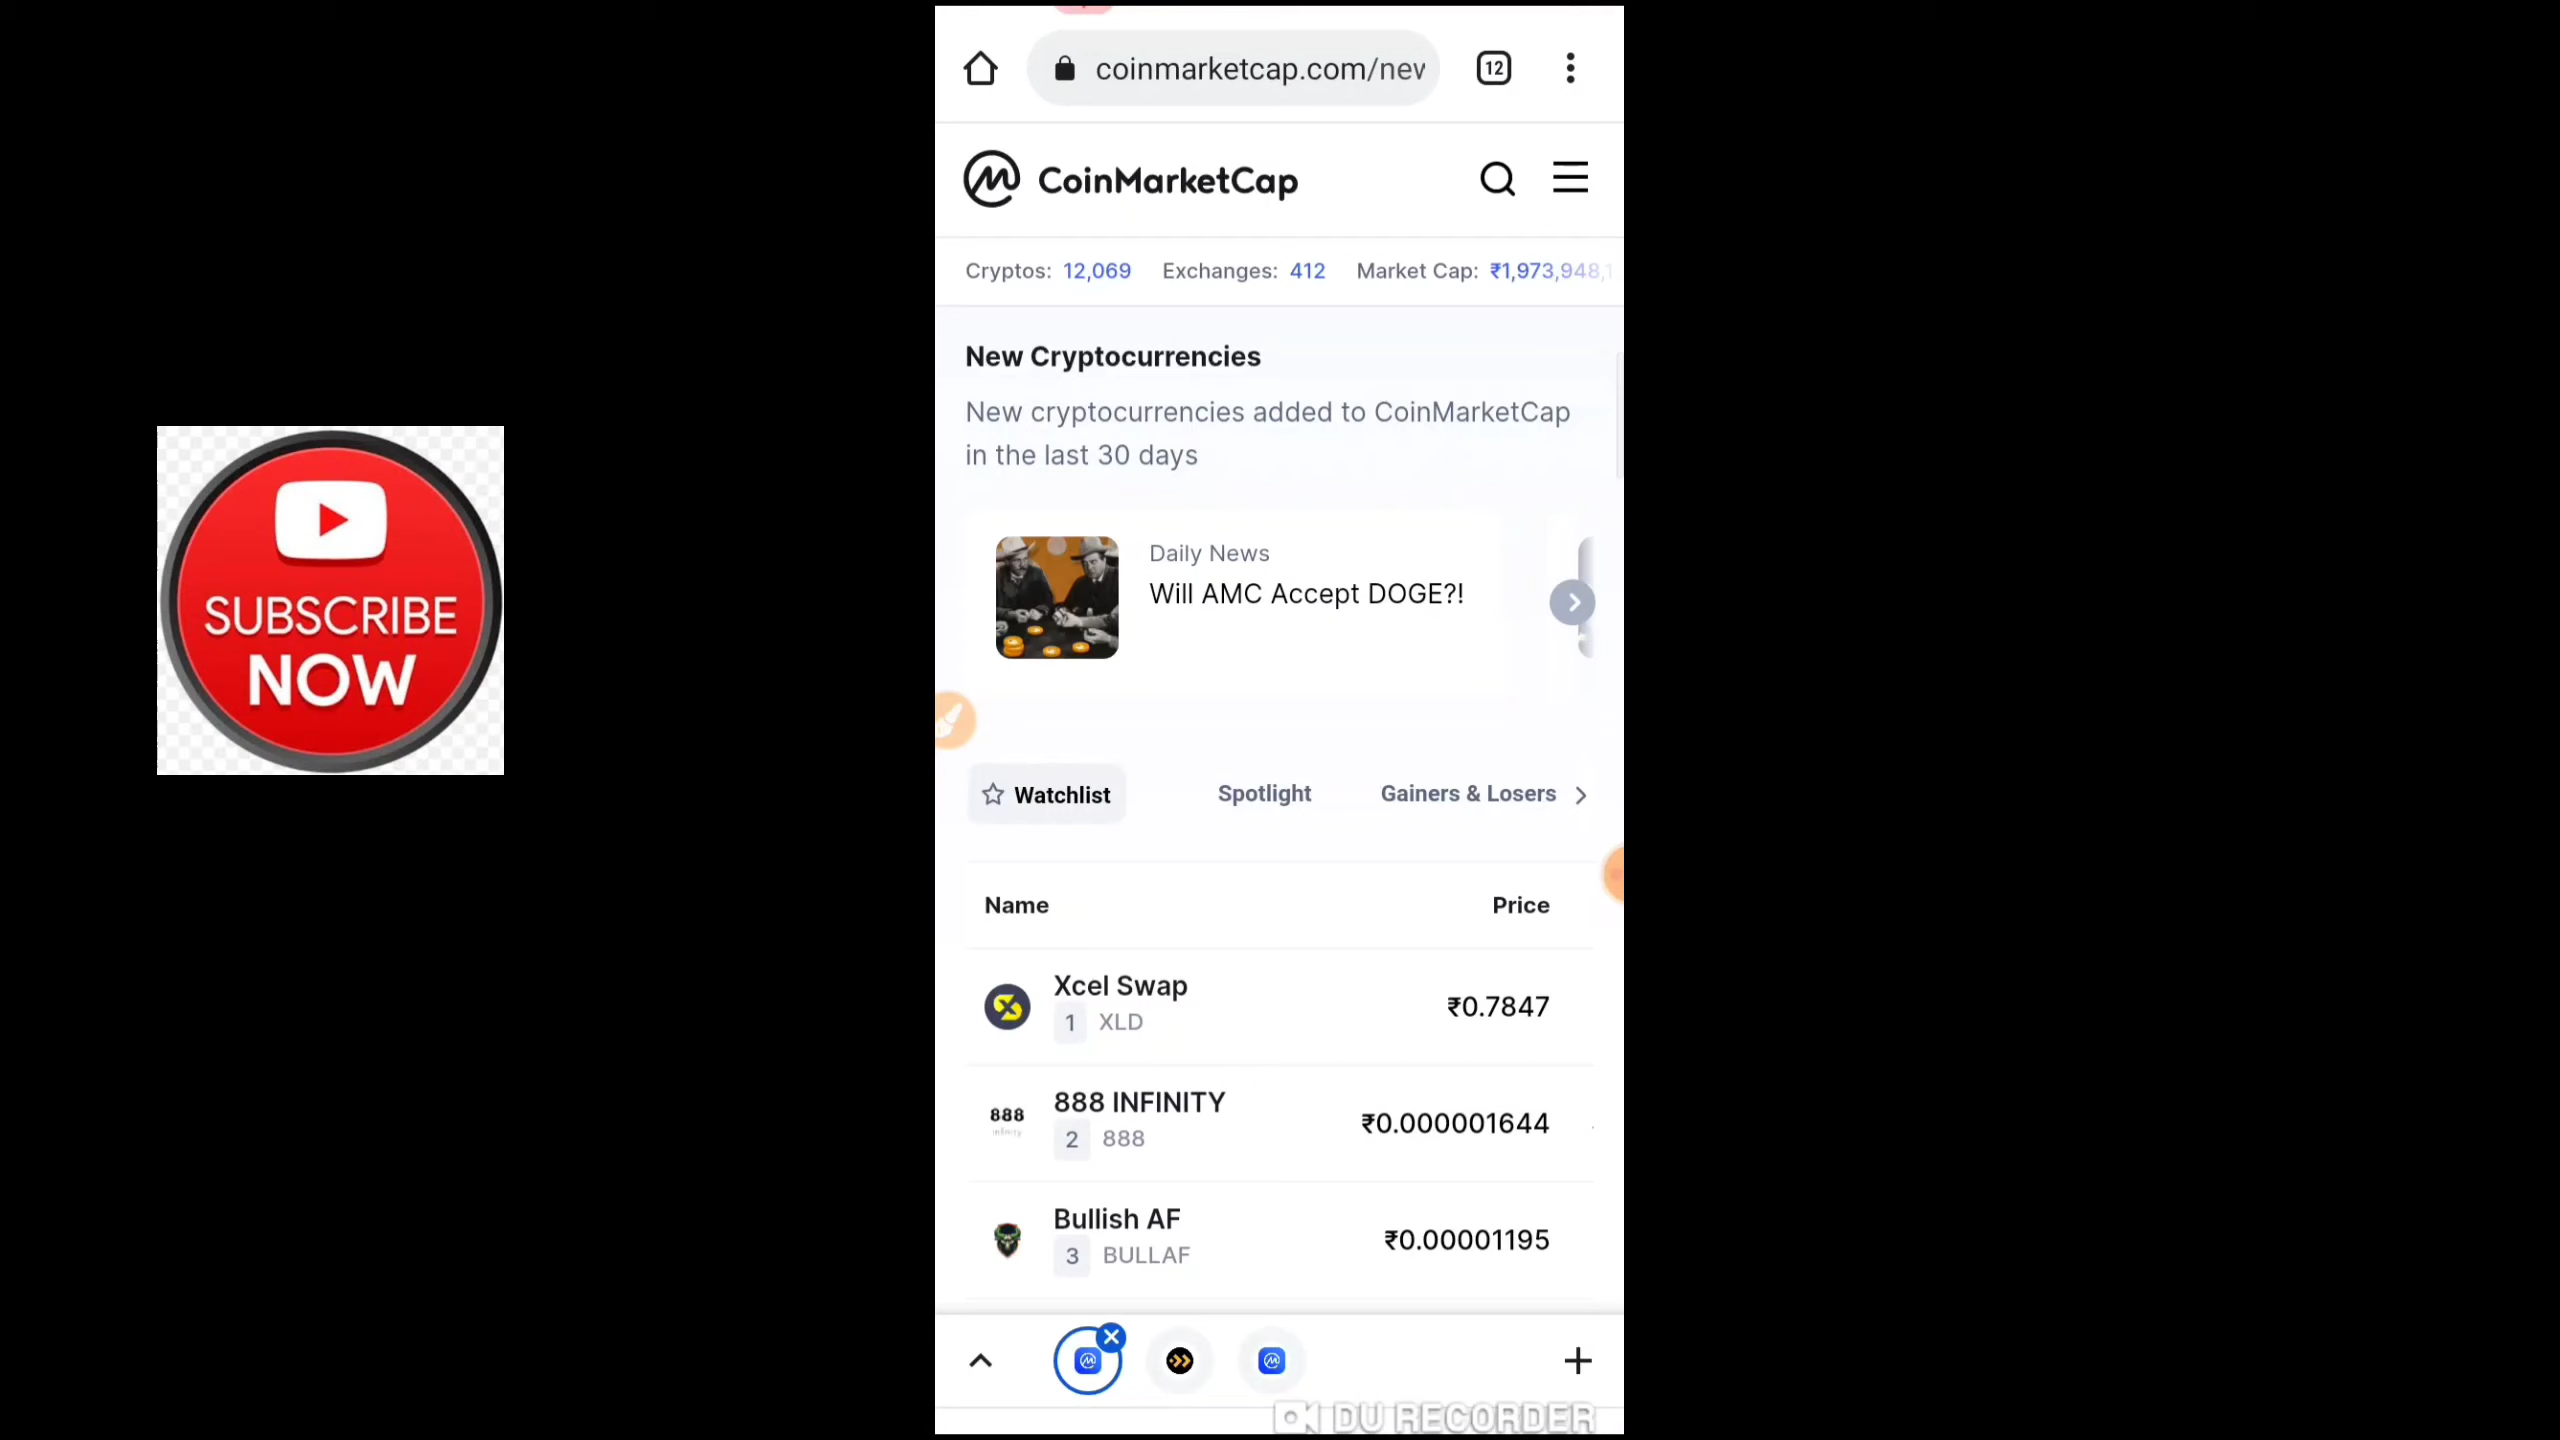 coinmarketcap.com/new
12
CoinMarketCap
Cryptos: 12,069 Exchanges: 412 Market Cap: ₹1,973,948,1
New Cryptocurrencies
New cryptocurrencies added to CoinMarketCap
in the last 30 days
Daily News
Will AMC Accept DOGE?!
SUBSCRIBE
NOW
Watchlist Spotlight Gainers & Losers
Name Price
Xcel Swap
1 XLD
₹0.7847
888
infinity
888 INFINITY
2 888
₹0.000001644
Bullish AF
3 BULLAF
₹0.00001195
DU RECORDER